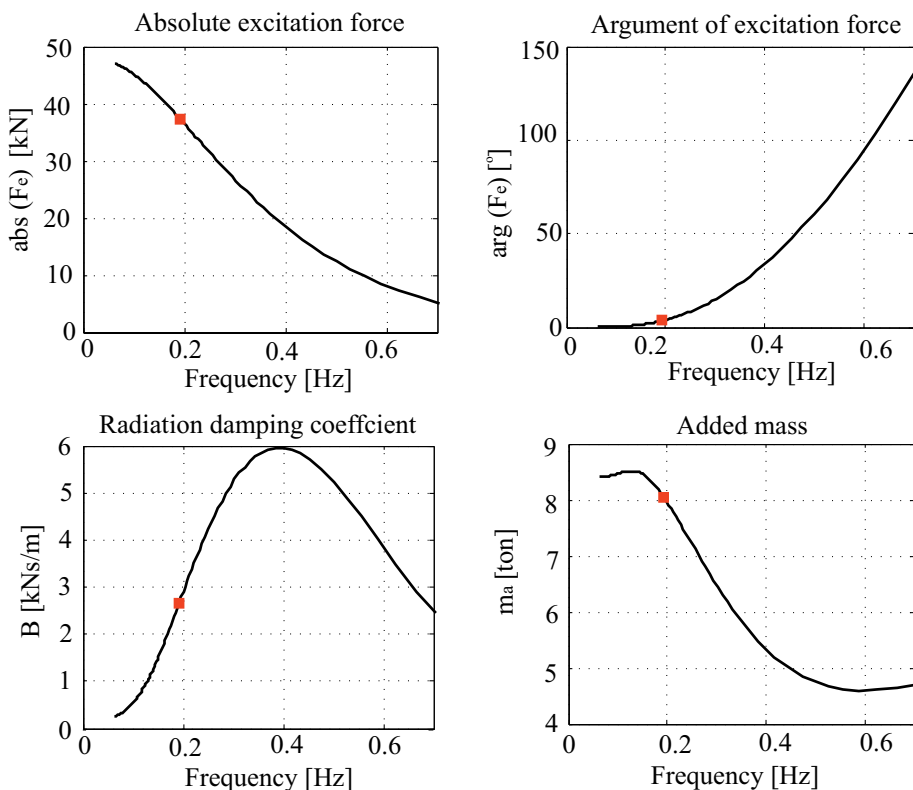 Absolute excitation force
abs (Fe) [kN]
50
40
30
20
10
0
0 0.2 0.4 0.6
Frequency [Hz]
Argument of excitation force
arg (Fe) [°]
150
100
50
0
0 0.2 0.4 0.6
Frequency [Hz]
Radiation damping coeffcient
B [kNs/m]
6
5
4
3
2
1
0
0 0.2 0.4 0.6
Frequency [Hz]
Added mass
ma [ton]
9
8
7
6
5
4
0 0.2 0.4 0.6
Frequency [Hz]